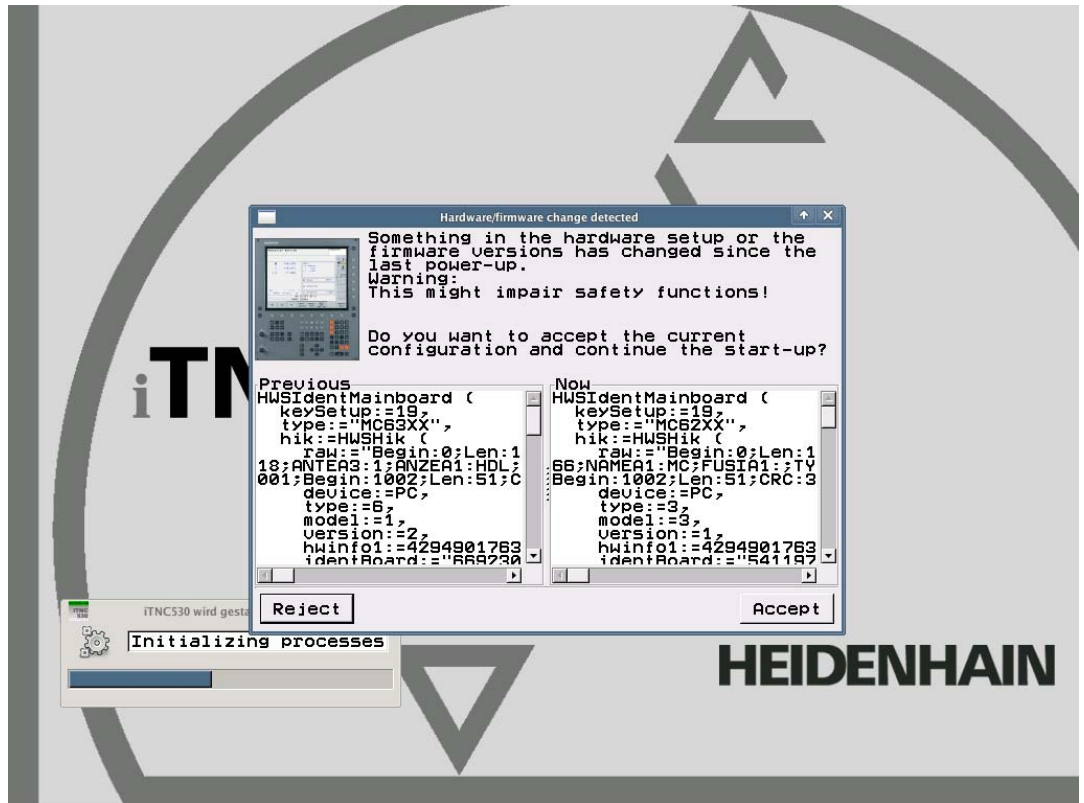 Hardware/firmware change detected
Something in the hardware setup or the
firmware versions has changed since the
last power-up.
Warning:
This might impair safety functions!
Do you want to accept the current
configuration and continue the start-up?
iTN
Previous
HWSIdentMainboard (
keySetup:=19,
type:="MC63XX",
hik:=HWSHik (
raw:="Begin:0;Len:1
18;ANTEA3:1;ANZEA1:HDL;
001;Begin:1002;Len:51;C
device:=PC,
type:=6,
model:=1,
version:=2,
hwinfo1:=4294901763
identBoard:="669230
Now
HWSIdentMainboard (
keySetup:=19,
type:="MC62XX",
hik:=HWSHik (
raw:="Begin:0;Len:1
66;NAMEA1:MC;FUSIA1:;TY
Begin:1002;Len:51;CRC:3
device:=PC,
type:=3,
model:=3,
version:=1,
hwinfo1:=4294901763
identBoard:="541197
Reject
Accept
iTNC530 wird gesta
Initializing processes
HEIDENHAIN